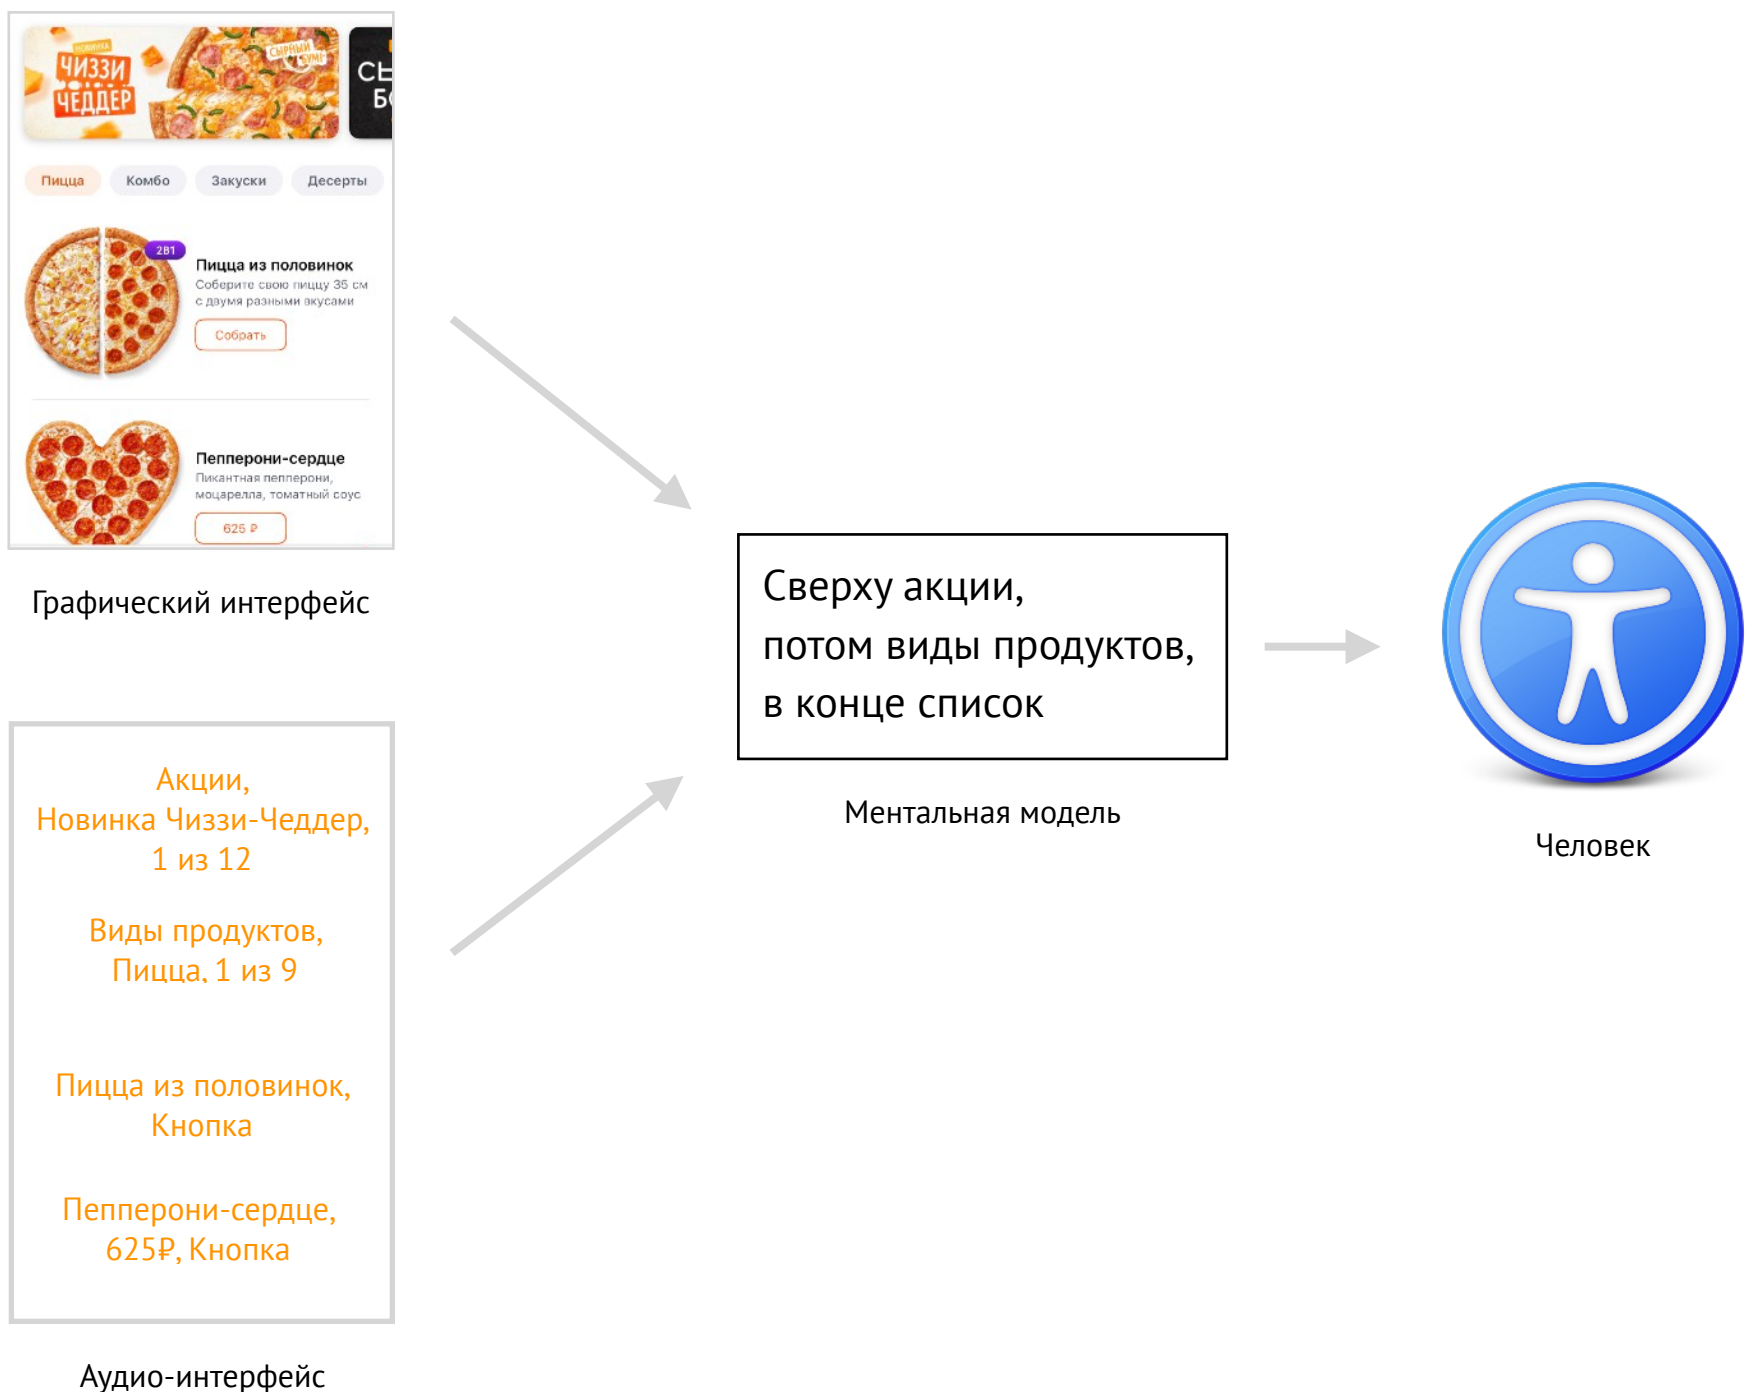 НОВИНКА
ЧИЗЗИ
ЧЕДДЕР
СЫРНЫЙ
БУМ!
Пицца
Комбо
Закуски
Десерты
2В1
Пицца из половинок
Соберите свою пиццу 35 см
с двумя разными вкусами
Собрать
Пепперони-сердце
Пикантная пепперони,
моцарелла, томатный соус
625 ₽
Графический интерфейс
Акции,
Новинка Чиззи-Чеддер,
1 из 12
Виды продуктов,
Пицца, 1 из 9
Пицца из половинок,
Кнопка
Пепперони-сердце,
625₽, Кнопка
Аудио-интерфейс
Сверху акции,
потом виды продуктов,
в конце список
Ментальная модель
Человек